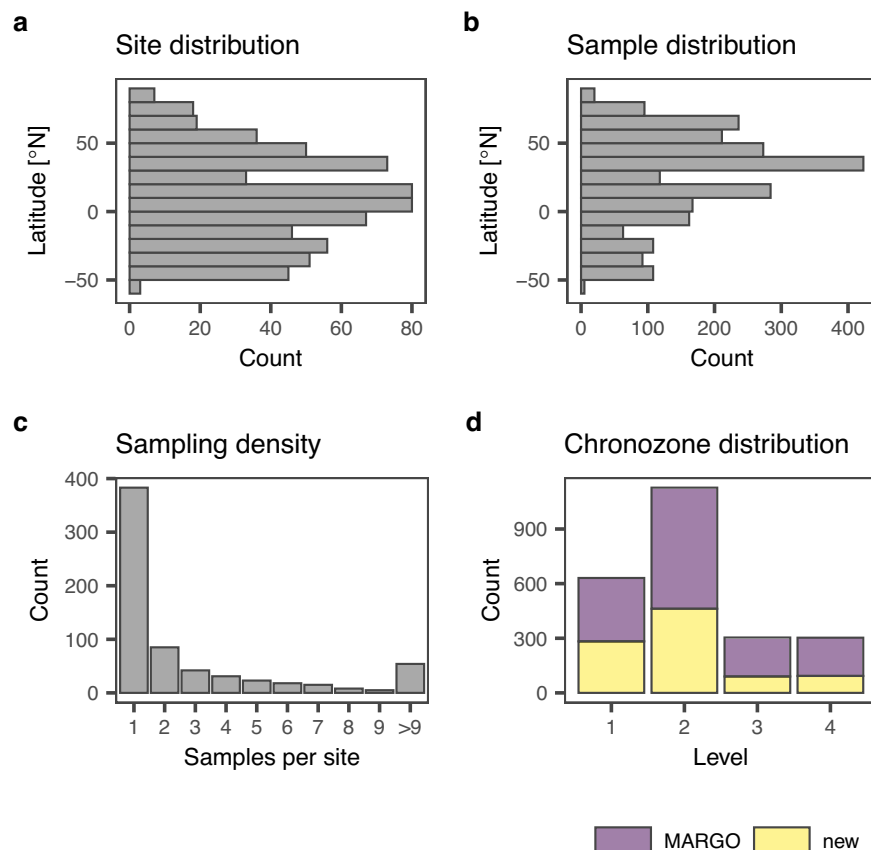 a
Site distribution
Latitude [°N]
50
0
−50
0 20 40 60 80
Count
b
Sample distribution
Latitude [°N]
50
0
−50
0 100 200 300 400
Count
c
Sampling density
Count
400
300
200
100
0
1 2 3 4 5 6 7 8 9 >9
Samples per site
d
Chronozone distribution
Count
900
600
300
0
1 2 3 4
Level
MARGO new